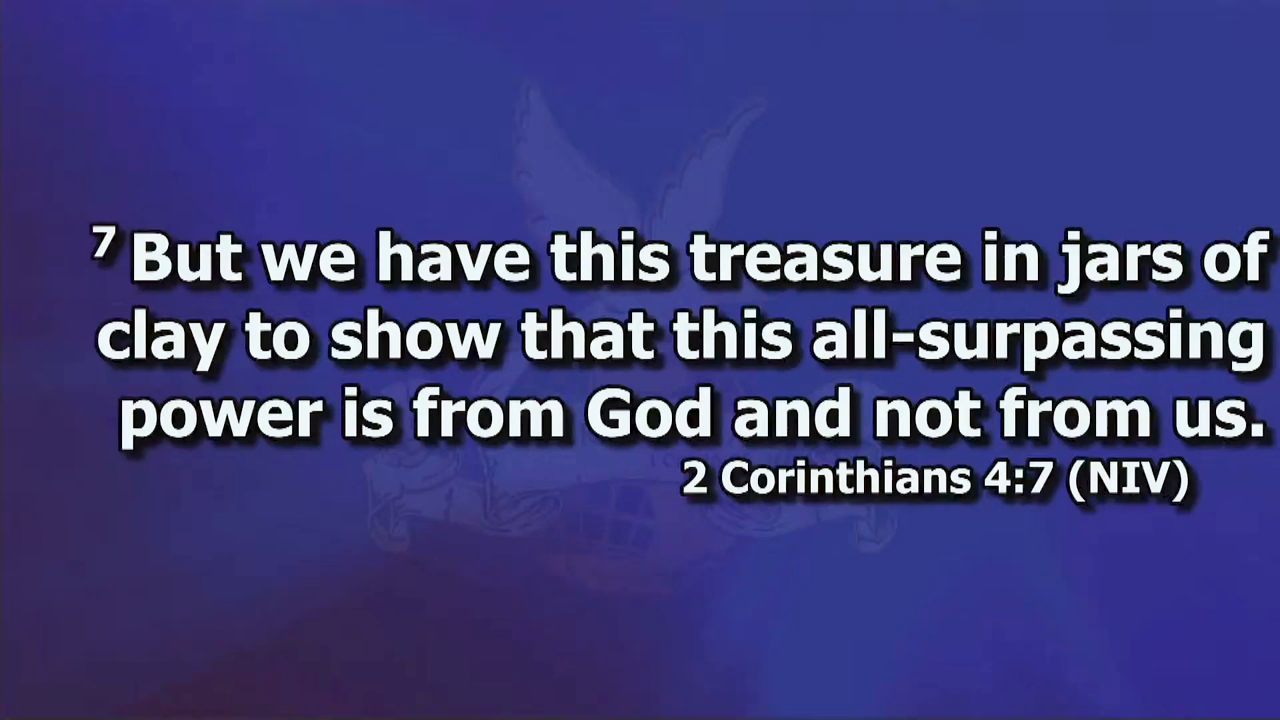 7 But we have this treasure in jars of
clay to show that this all-surpassing
power is from God and not from us.
2 Corinthians 4:7 (NIV)